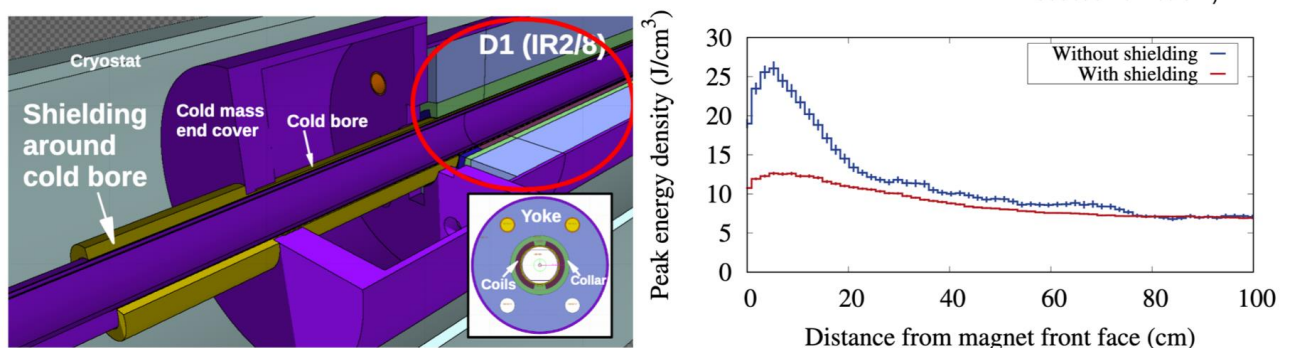 D1 (IR2/8)
Cryostat
Shielding
around
cold bore
Cold mass
end cover
Cold bore
Yoke
Coils
Collar
Peak energy density (J/cm³)
30
25
20
15
10
5
0
Without shielding
With shielding
0 20 40 60 80 100
Distance from magnet front face (cm)